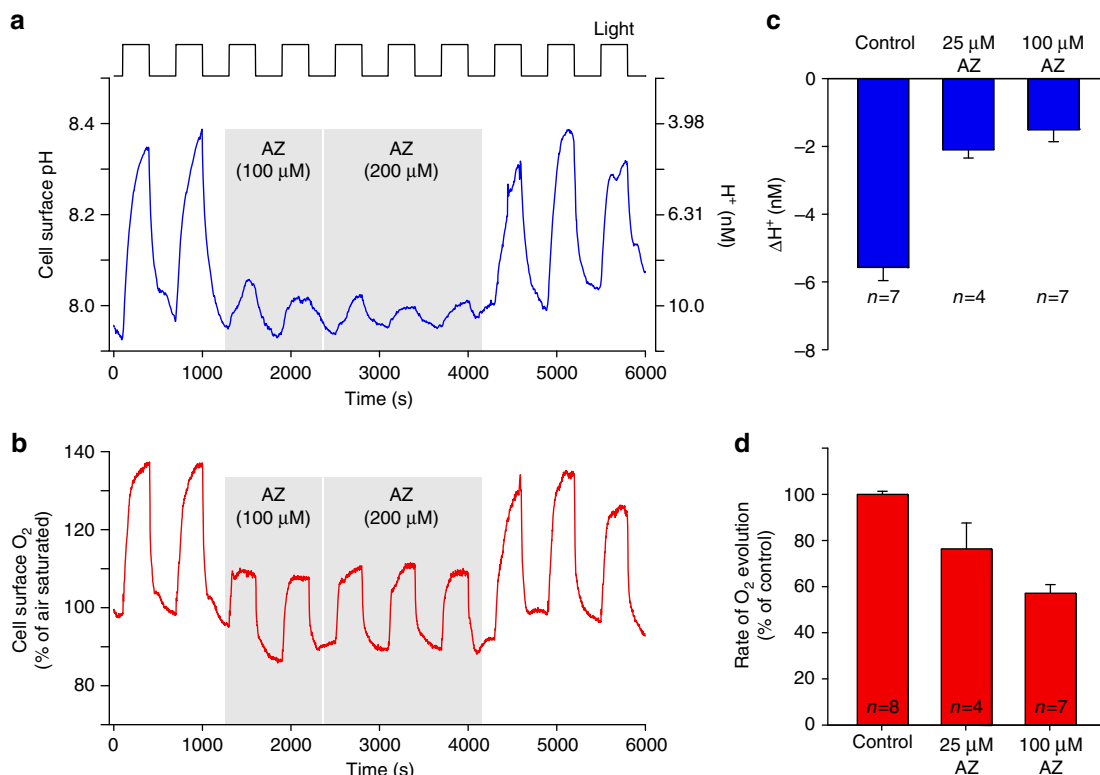 a
Light
Cell surface pH
8.4
8.2
8.0
AZ
(100 μM)
AZ
(200 μM)
3.98
6.31
10.0
H+ (nM)
0 1000 2000 3000 4000 5000 6000
Time (s)
b
Cell surface O2
(% of air saturated)
140
120
100
80
AZ
(100 μM)
AZ
(200 μM)
0 1000 2000 3000 4000 5000 6000
Time (s)
c
Control 25 μM AZ 100 μM AZ
0
−2
−4
−6
−8
ΔH+ (nM)
n=7 n=4 n=7
d
Rate of O2 evolution
(% of control)
100
80
60
40
20
0
n=8 n=4 n=7
Control 25 μM AZ 100 μM AZ